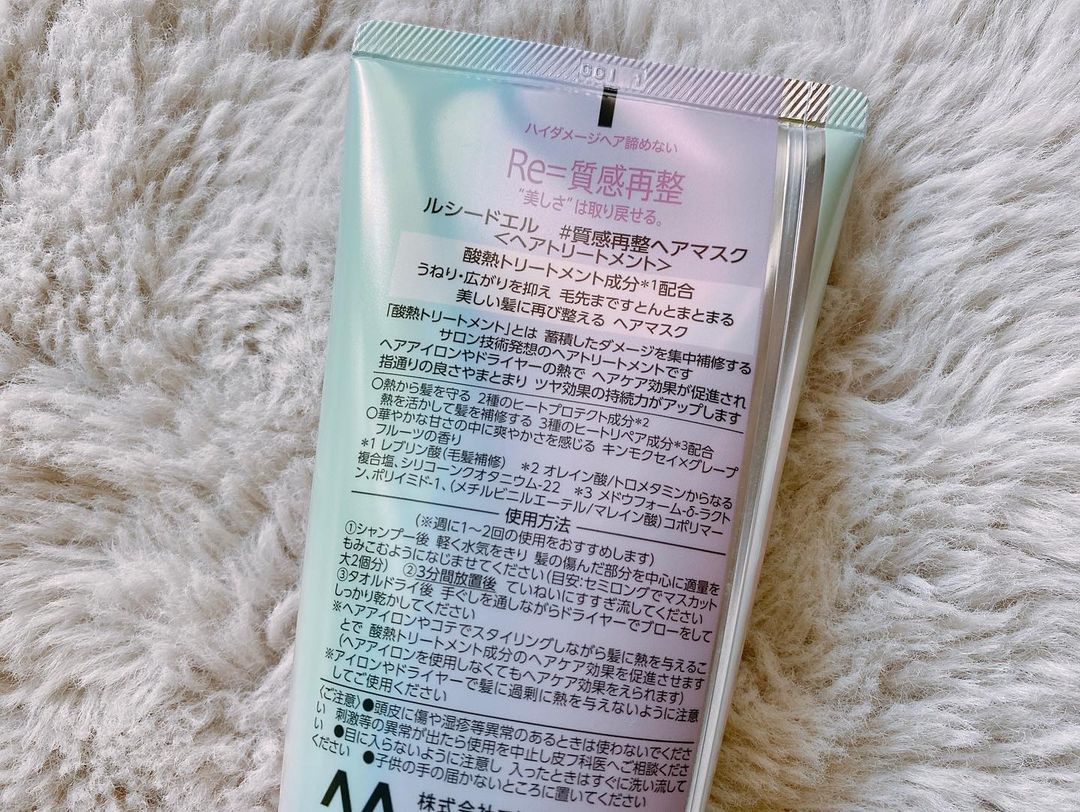 ハイダメージヘア諦めない
Re=質感再整
"美しさ"は取り戻せる。
ルシードエル #質感再整ヘアマスク
<ヘアトリートメント>
酸熱トリートメント成分*1配合
うねり・広がりを抑え 毛先まですとんとまとまる
美しい髪に再び整える ヘアマスク
「酸熱トリートメント」とは 蓄積したダメージを集中補修する
サロン技術発想のヘアトリートメントです
ヘアアイロンやドライヤーの熱で ヘアケア効果が促進され
指通りの良さやまとまり ツヤ効果の持続力がアップします
○熱から髪を守る 2種のヒートプロテクト成分*2
熱を活かして髪を補修する 3種のヒートリペア成分*3配合
○華やかな甘さの中に爽やかさを感じる キンモクセイ×グレープ
フルーツの香り
*1 レブリン酸(毛髪補修) *2 オレイン酸/トロメタミンからなる
複合塩、シリコーンクオタニウム-22 *3 メドウフォーム-δ-ラクト
ン、ポリイミド-1、(メチルビニルエーテル/マレイン酸)コポリマー
使用方法
(※週に1〜2回の使用をおすすめします)
①シャンプー後 軽く水気をきり 髪の傷んだ部分を中心に適量を
もみこむようになじませてください(目安:セミロングでマスカット
大2個分) ②3分間放置後 ていねいにすすぎ流してください
③タオルドライ後 手ぐしを通しながらドライヤーでブローをして
しっかり乾かしてください
※ヘアアイロンやコテでスタイリングしながら髪に熱を与えるこ
とで 酸熱トリートメント成分のヘアケア効果を促進させます
(ヘアアイロンを使用しなくてもヘアケア効果をえられます)
※アイロンやドライヤーで髪に過剰に熱を与えないように注意
してご使用ください
〈ご注意〉●頭皮に傷や湿疹等異常のあるときは使わないでくださ
い 刺激等の異常が出たら使用を中止し皮フ科医へご相談くださ
い ●目に入らないように注意し 入ったときはすぐに洗い流して
ください ●子供の手の届かないところに置いてください
株式会社